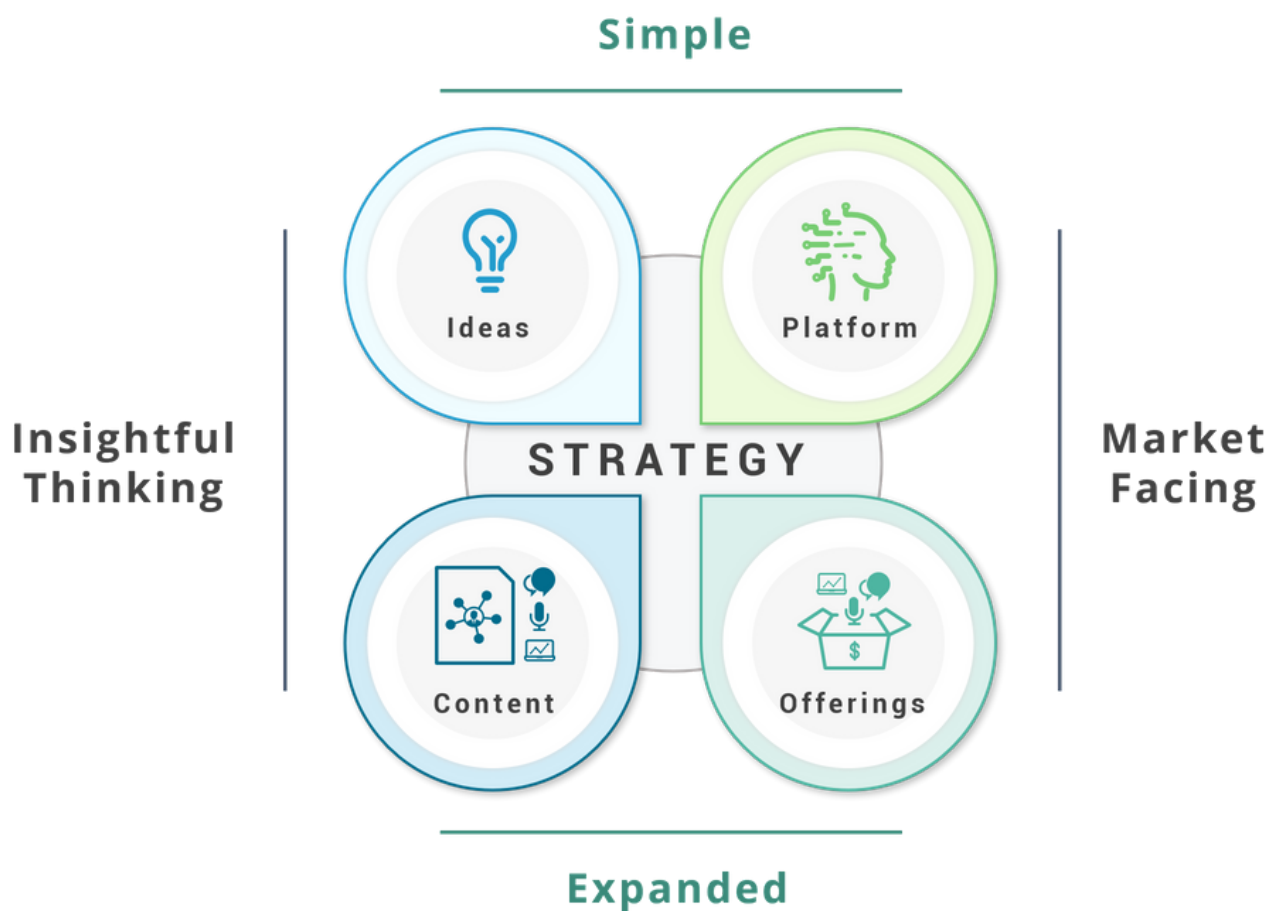 Simple
Ideas
Platform
Insightful
Thinking
STRATEGY
Market
Facing
Content
$
Offerings
Expanded